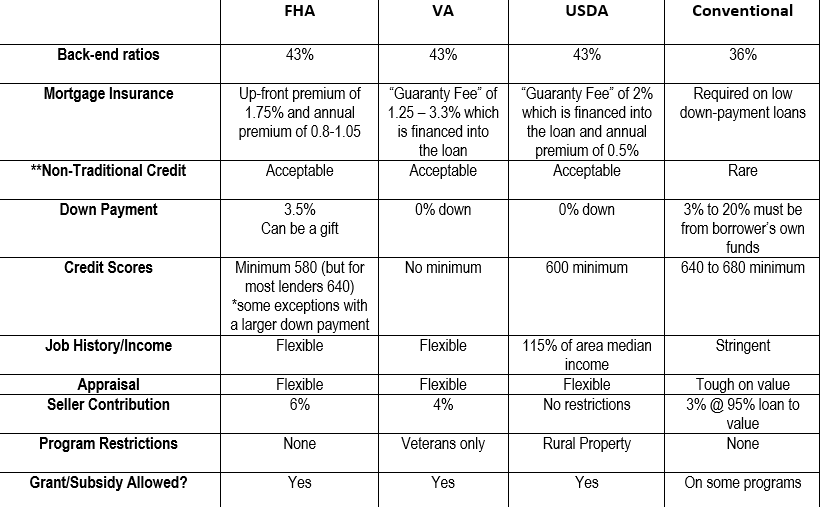 FHA VA USDA Conventional
Back-end ratios 43% 43% 43% 36%
Mortgage Insurance Up-front premium of “Guaranty Fee” of “Guaranty Fee” of 2% Required on low
1.75% and annual 1.25 – 3.3% which which is financed into down-payment loans
premium of 0.8-1.05 is financed into the loan and annual
the loan premium of 0.5%
**Non-Traditional Credit Acceptable Acceptable Acceptable Rare
Down Payment 3.5% 0% down 0% down 3% to 20% must be
Can be a gift from borrower’s own
funds
Credit Scores Minimum 580 (but for No minimum 600 minimum 640 to 680 minimum
most lenders 640)
*some exceptions with
a larger down payment
Job History/Income Flexible Flexible 115% of area median Stringent
income
Appraisal Flexible Flexible Flexible Tough on value
Seller Contribution 6% 4% No restrictions 3% @ 95% loan to
value
Program Restrictions None Veterans only Rural Property None
Grant/Subsidy Allowed? Yes Yes Yes On some programs